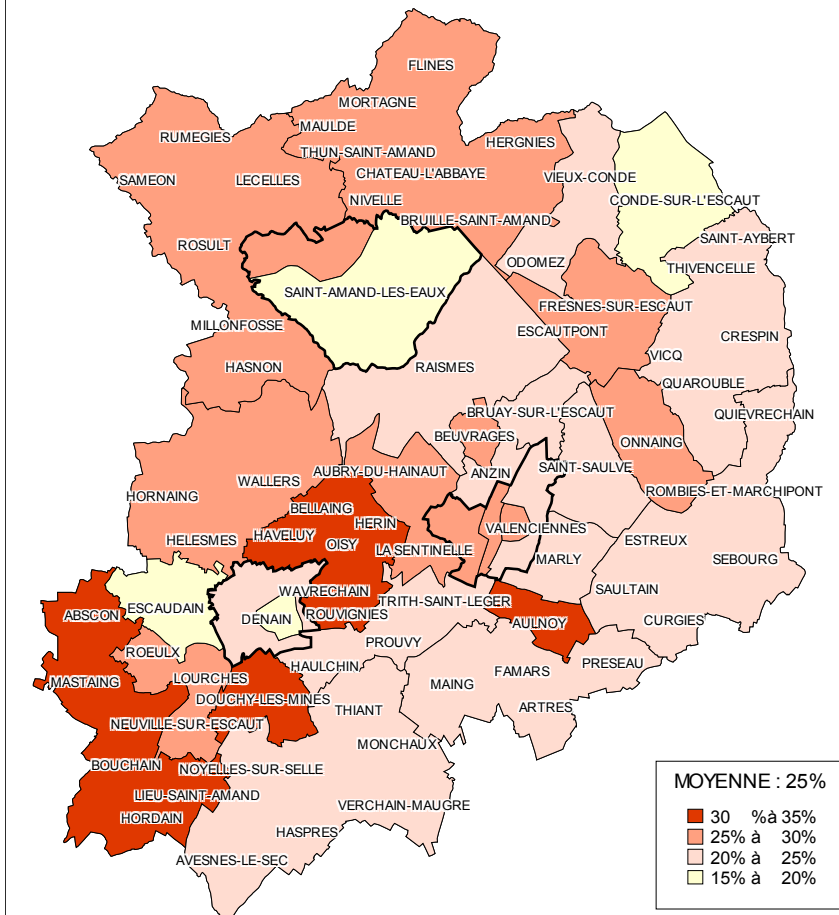 FLINES
MORTAGNE
MAULDE
RUMEGIES
HERGNIES
THUN-SAINT-AMAND
CHATEAU-L'ABBAYE
VIEUX-CONDE
SAMEON
LECELLES
NIVELLE
CONDE-SUR-L'ESCAUT
BRUILLE-SAINT-AMAND
SAINT-AYBERT
ROSULT
ODOMEZ
THIVENCELLE
SAINT-AMAND-LES-EAUX
FRESNES-SUR-ESCAUT
MILLONFOSSE
ESCAUTPONT
CRESPIN
VICQ
HASNON
RAISMES
QUAROUBLE
BRUAY-SUR-L'ESCAUT
QUIEVRECHAIN
BEUVRAGES
ONNAING
AUBRY-DU-HAINAUT
ANZIN
SAINT-SAULVE
WALLERS
ROMBIES-ET-MARCHIPONT
HORNAING
BELLAING
HERIN
VALENCIENNES
HELESMES
HAVELUY
OISY
LA SENTINELLE
ESTREUX
MARLY
SEBOURG
WAVRECHAIN
SAULTAIN
TRITH-SAINT-LEGER
ABSCON
ESCAUDAIN
ROUVIGNIES
DENAIN
AULNOY
CURGIES
PROUVY
ROEULX
HAULCHIN
PRESEAU
MASTAING
LOURCHES
FAMARS
MAING
DOUCHY-LES-MINES
THIANT
ARTRES
NEUVILLE-SUR-ESCAUT
MONCHAUX
BOUCHAIN
NOYELLES-SUR-SELLE
LIEU-SAINT-AMAND
VERCHAIN-MAUGRE
HORDAIN
HASPRES
AVESNES-LE-SEC
MOYENNE : 25%
30 %à 35%
25% à 30%
20% à 25%
15% à 20%